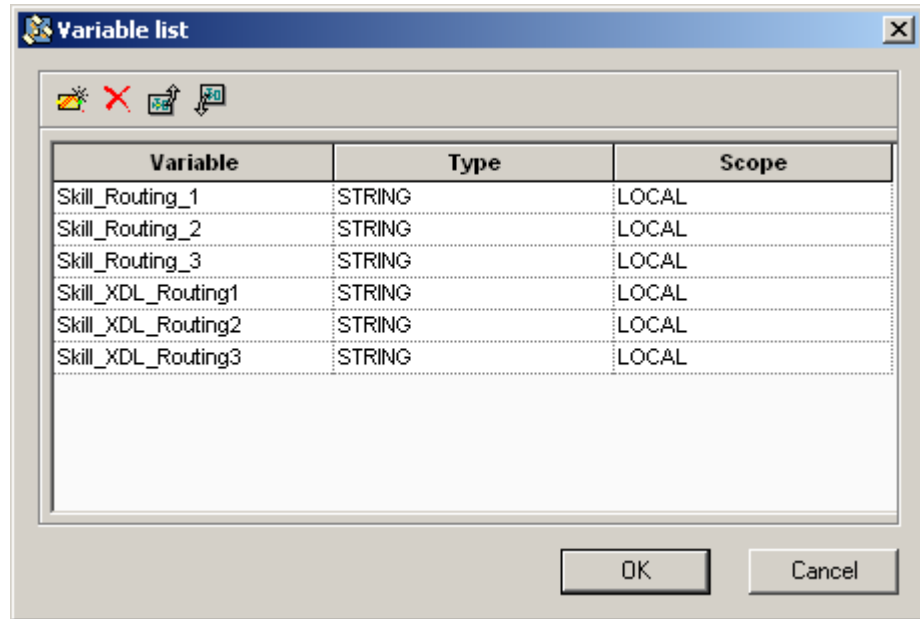 Variable list
Variable Type Scope
Skill_Routing_1 STRING LOCAL
Skill_Routing_2 STRING LOCAL
Skill_Routing_3 STRING LOCAL
Skill_XDL_Routing1 STRING LOCAL
Skill_XDL_Routing2 STRING LOCAL
Skill_XDL_Routing3 STRING LOCAL
OK Cancel